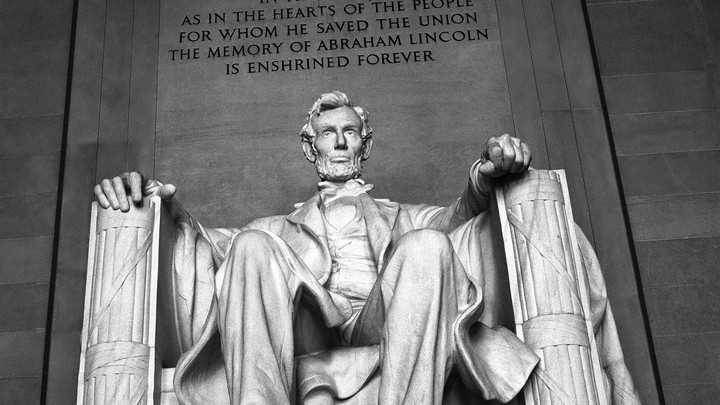 AS IN THE HEARTS OF THE PEOPLE
FOR WHOM HE SAVED THE UNION
THE MEMORY OF ABRAHAM LINCOLN
IS ENSHRINED FOREVER